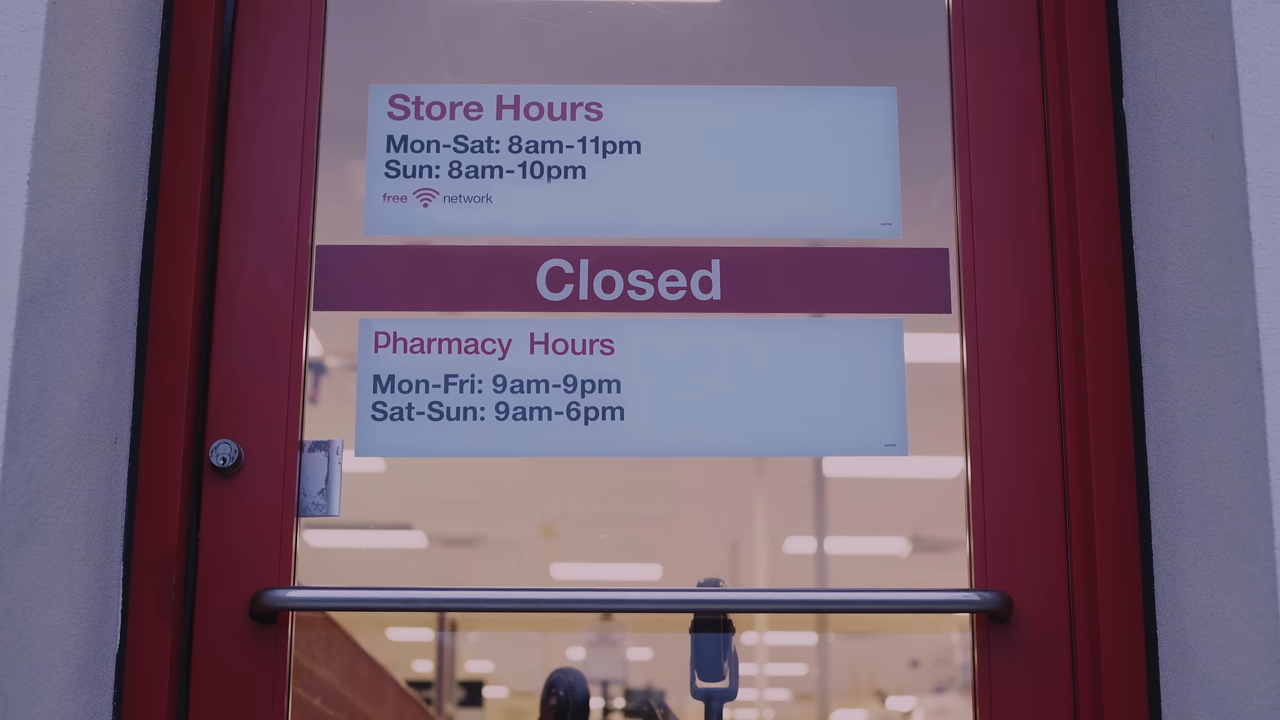 Store Hours
Mon-Sat: 8am-11pm
Sun: 8am-10pm
free network
Closed
Pharmacy Hours
Mon-Fri: 9am-9pm
Sat-Sun: 9am-6pm